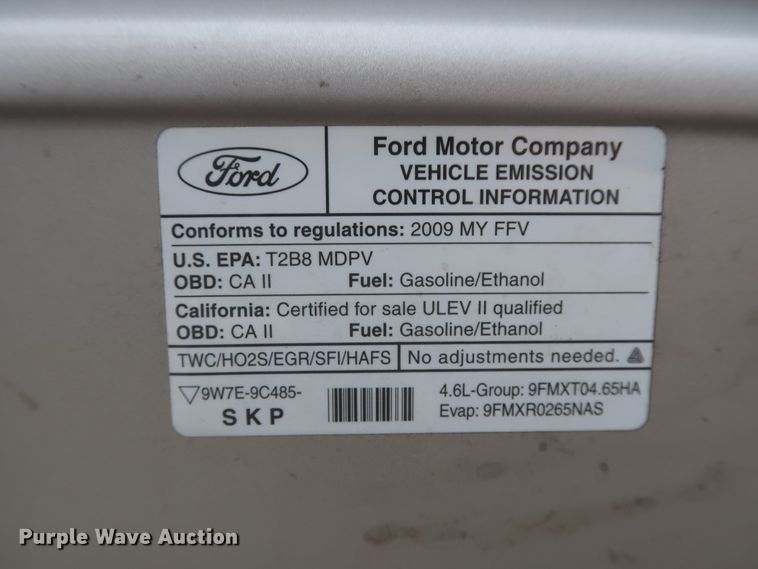 Ford
Ford Motor Company
VEHICLE EMISSION
CONTROL INFORMATION
Conforms to regulations: 2009 MY FFV
U.S. EPA: T2B8 MDPV
OBD: CA II Fuel: Gasoline/Ethanol
California: Certified for sale ULEV II qualified
OBD: CA II Fuel: Gasoline/Ethanol
TWC/HO2S/EGR/SFI/HAFS No adjustments needed.
9W7E-9C485-
SKP
4.6L-Group: 9FMXT04.65HA
Evap: 9FMXR0265NAS
Purple Wave Auction